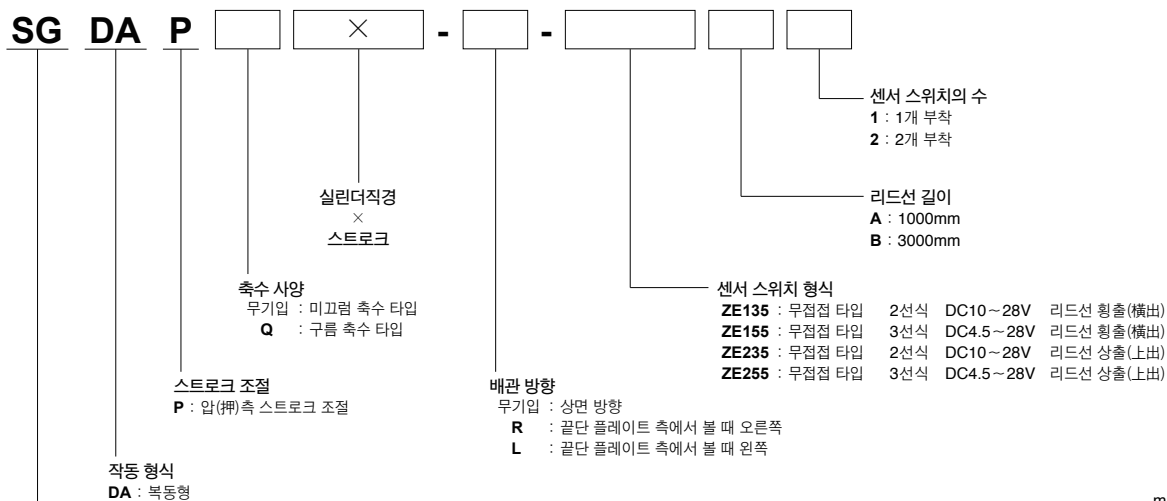 SG DA P × - -
센서 스위치의 수
1 : 1개 부착
2 : 2개 부착
리드선 길이
A : 1000mm
B : 3000mm
실린더직경
×
스트로크
센서 스위치 형식
ZE135 : 무접접 타입 2선식 DC10~28V 리드선 횡출(橫出)
ZE155 : 무접접 타입 3선식 DC4.5~28V 리드선 횡출(橫出)
ZE235 : 무접접 타입 2선식 DC10~28V 리드선 상출(上出)
ZE255 : 무접접 타입 3선식 DC4.5~28V 리드선 상출(上出)
축수 사양
무기입 : 미끄럼 축수 타입
Q : 구름 축수 타입
배관 방향
무기입 : 상면 방향
R : 끝단 플레이트 측에서 볼 때 오른쪽
L : 끝단 플레이트 측에서 볼 때 왼쪽
스트로크 조절
P : 압(押)측 스트로크 조절
작동 형식
DA : 복동형